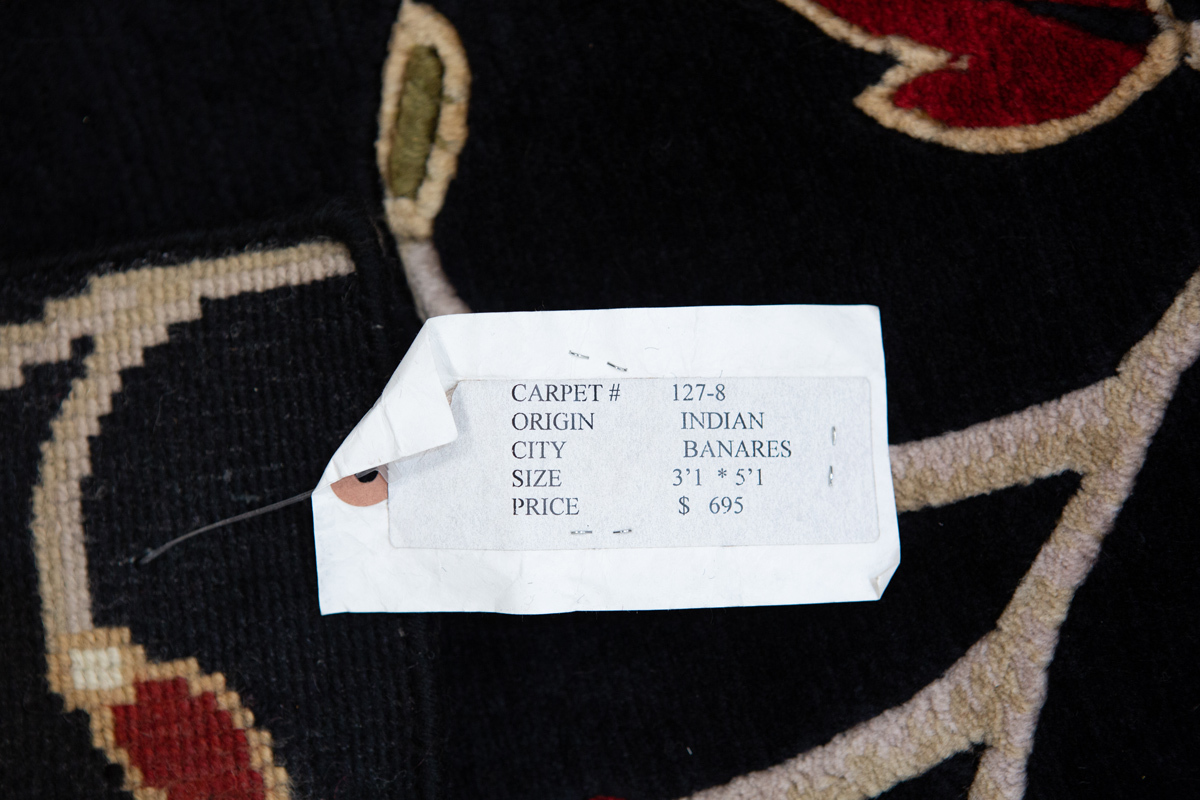 CARPET # 127-8
ORIGIN INDIAN
CITY BANARES
SIZE 3'1 * 5'1
PRICE $ 695